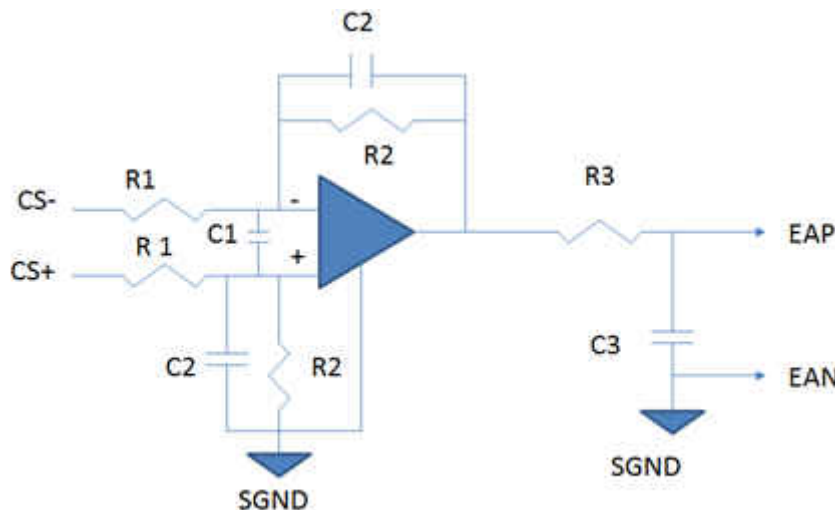 C2
R2
R1
CS-
-
C1
R 1
CS+
+
R3
EAP
C2
R2
C3
EAN
SGND
SGND